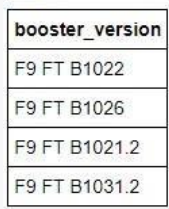 booster_version
F9 FT B1022
F9 FT B1026
F9 FT B1021.2
F9 FT B1031.2